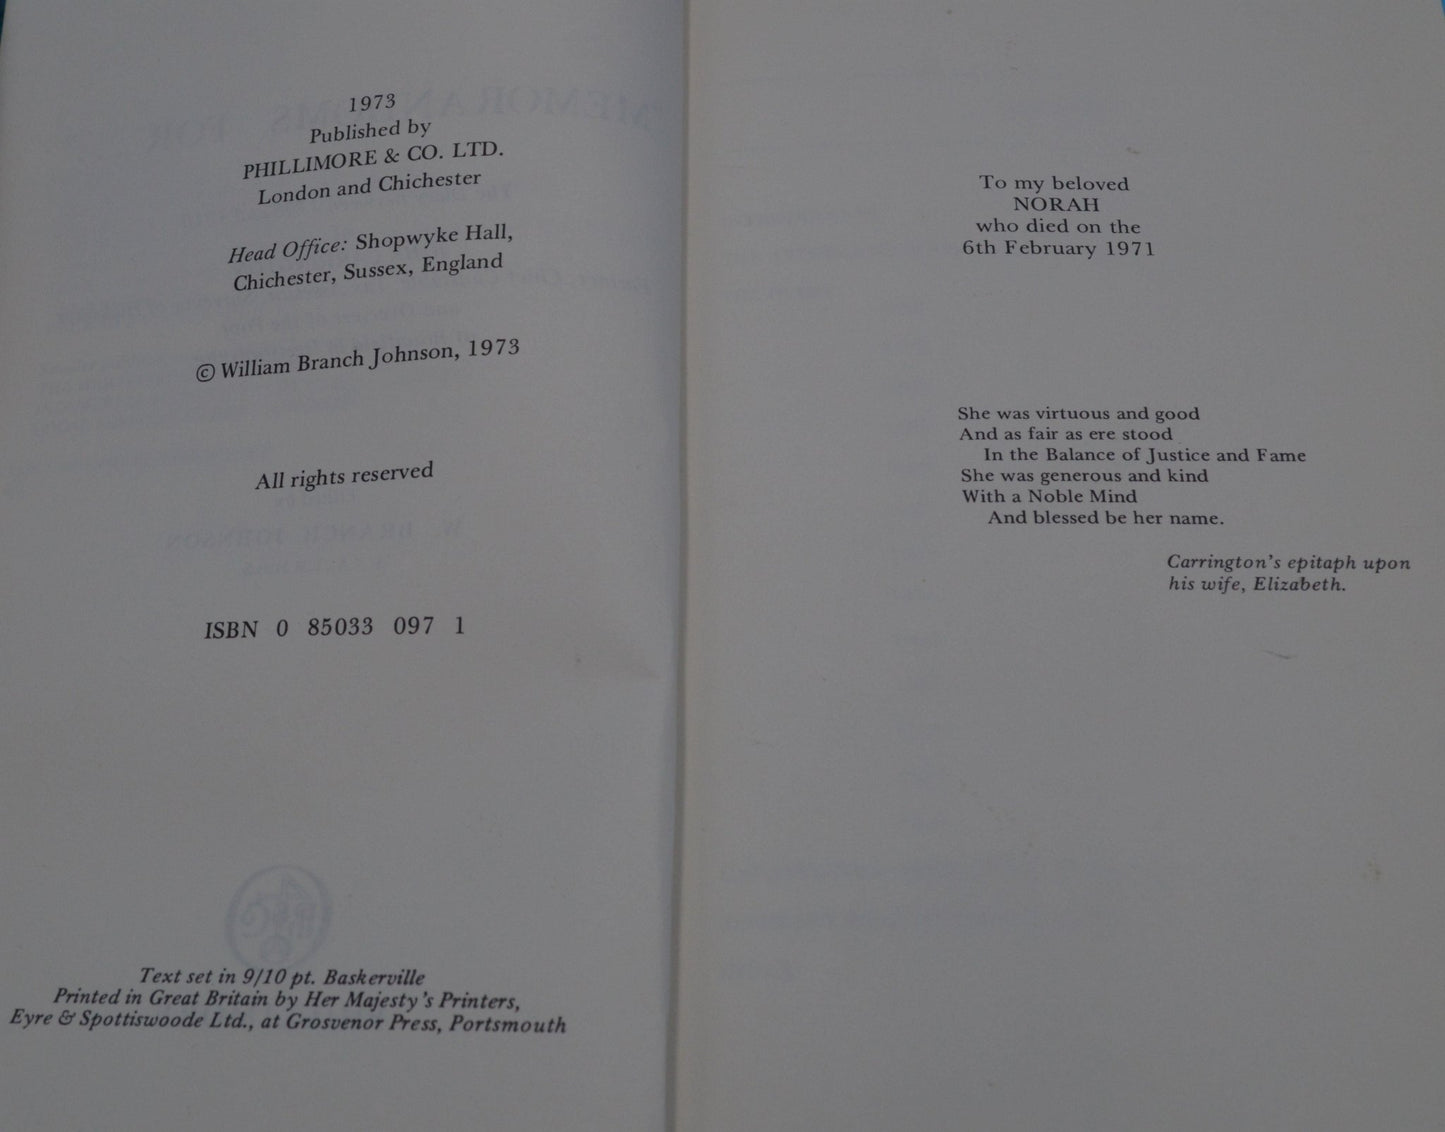 1973
Published by
PHILLIMORE & CO. LTD.
London and Chichester
Head Office: Shopwyke Hall,
Chichester, Sussex, England
© William Branch Johnson, 1973
All rights reserved
ISBN 0 85033 097 1
Text set in 9/10 pt. Baskerville
Printed in Great Britain by Her Majesty's Printers,
Eyre & Spottiswoode Ltd., at Grosvenor Press, Portsmouth
To my beloved
NORAH
who died on the
6th February 1971
She was virtuous and good
And as fair as ere stood
In the Balance of Justice and Fame
She was generous and kind
With a Noble Mind
And blessed be her name.
Carrington's epitaph upon
his wife, Elizabeth.